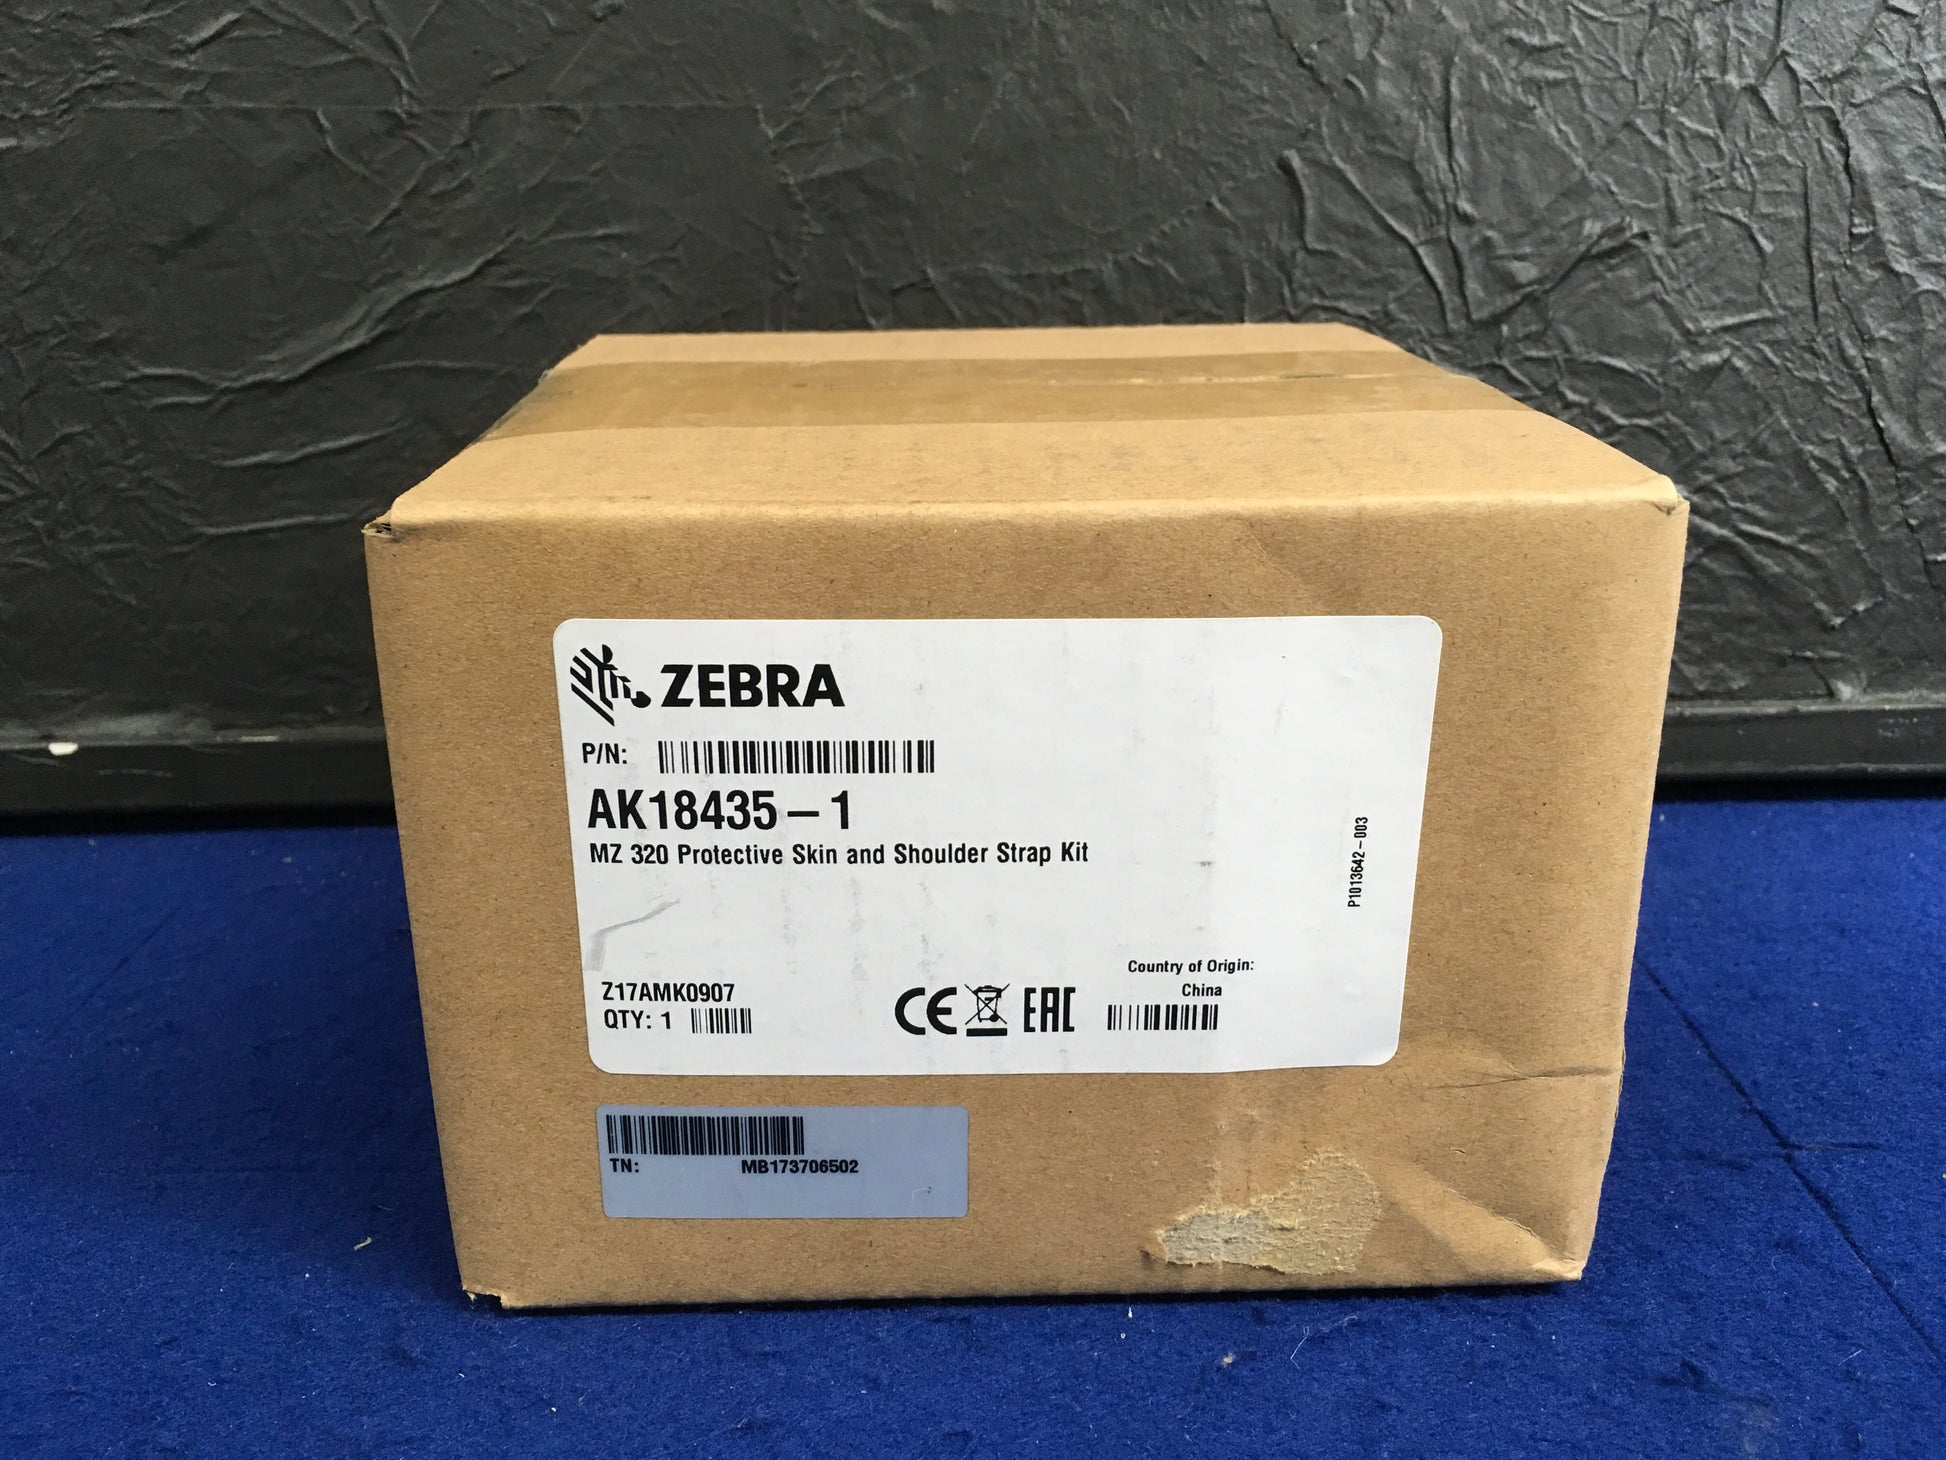 ZEBRA
P/N:
AK18435-1
MZ 320 Protective Skin and Shoulder Strap Kit
P1013642-003
Z17AMK0907
QTY: 1
CE
EAC
Country of Origin:
China
TN: MB173706502